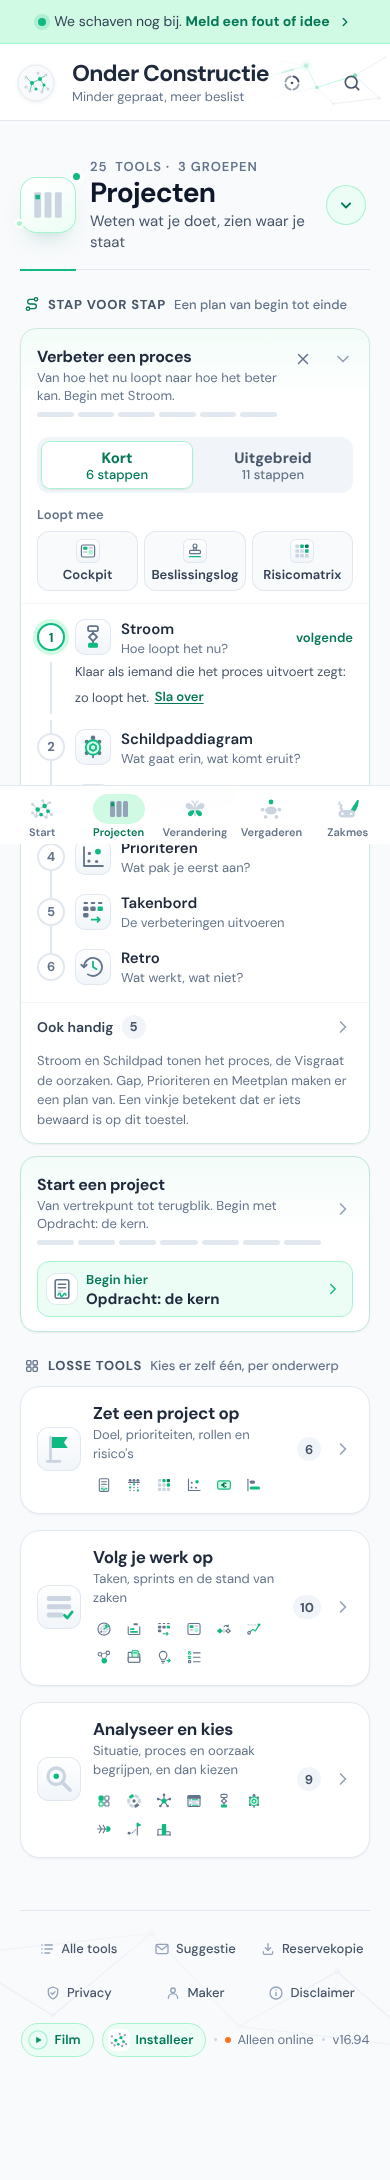 We schaven nog bij. Meld een fout of idee
Onder Constructie
Minder gepraat, meer beslist
25 TOOLS · 3 GROEPEN
Projecten
Weten wat je doet, zien waar je
staat
STAP VOOR STAP Een plan van begin tot einde
Verbeter een proces
Van hoe het nu loopt naar hoe het beter
kan. Begin met Stroom.
Kort
6 stappen
Uitgebreid
11 stappen
Loopt mee
Cockpit
Beslissingslog
Risicomatrix
1
Stroom
Hoe loopt het nu?
volgende
Klaar als iemand die het proces uitvoert zegt:
zo loopt het. Sla over
2
Schildpaddiagram
Wat gaat erin, wat komt eruit?
Start
Projecten
Verandering
Vergaderen
Zakmes
4
Prioriteren
Wat pak je eerst aan?
5
Takenbord
De verbeteringen uitvoeren
6
Retro
Wat werkt, wat niet?
Ook handig 5
Stroom en Schildpad tonen het proces, de Visgraat
de oorzaken. Gap, Prioriteren en Meetplan maken er
een plan van. Een vinkje betekent dat er iets
bewaard is op dit toestel.
Start een project
Van vertrekpunt tot terugblik. Begin met
Opdracht: de kern.
Begin hier
Opdracht: de kern
LOSSE TOOLS Kies er zelf één, per onderwerp
Zet een project op
Doel, prioriteiten, rollen en
risico's
6
Volg je werk op
Taken, sprints en de stand van
zaken
10
Analyseer en kies
Situatie, proces en oorzaak
begrijpen, en dan kiezen
9
Alle tools
Suggestie
Reservekopie
Privacy
Maker
Disclaimer
Film
Installeer
· Alleen online · v16.94